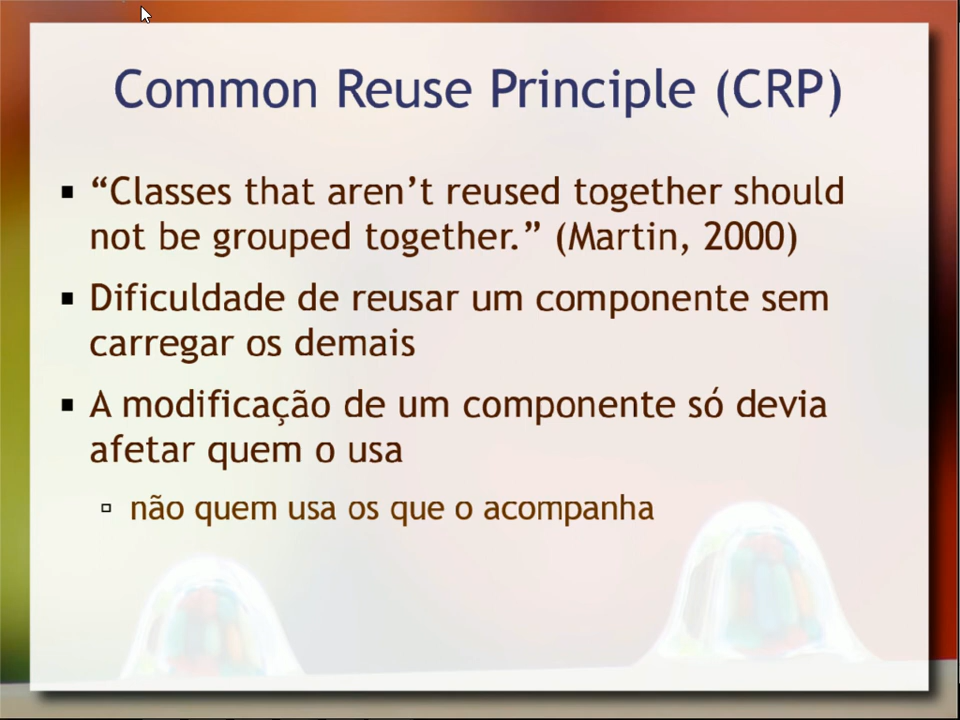 Common Reuse Principle (CRP)
“Classes that aren’t reused together should
not be grouped together.” (Martin, 2000)
Dificuldade de reusar um componente sem
carregar os demais
A modificação de um componente só devia
afetar quem o usa
não quem usa os que o acompanha